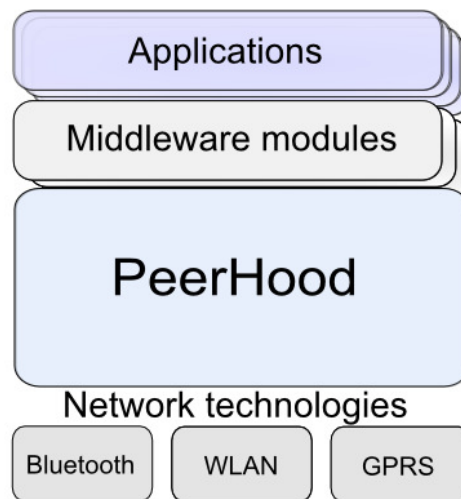 Applications
Middleware modules
PeerHood
Network technologies
Bluetooth WLAN GPRS